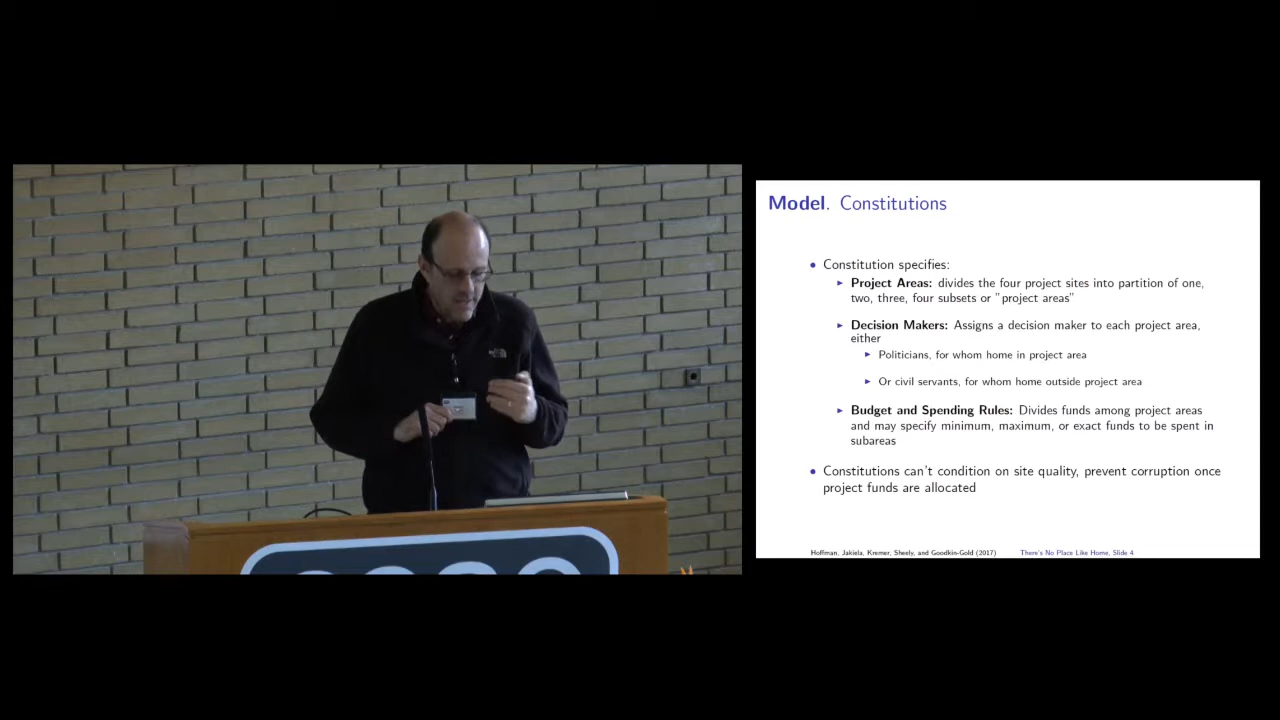 Model. Constitutions
• Constitution specifies:
▶ Project Areas: divides the four project sites into partition of one,
two, three, four subsets or "project areas"
▶ Decision Makers: Assigns a decision maker to each project area,
either
▶ Politicians, for whom home in project area
▶ Or civil servants, for whom home outside project area
▶ Budget and Spending Rules: Divides funds among project areas
and may specify minimum, maximum, or exact funds to be spent in
subareas
• Constitutions can't condition on site quality, prevent corruption once
project funds are allocated
Hoffman, Jakiela, Kremer, Sheely, and Goodkin-Gold (2017) There's No Place Like Home, Slide 4